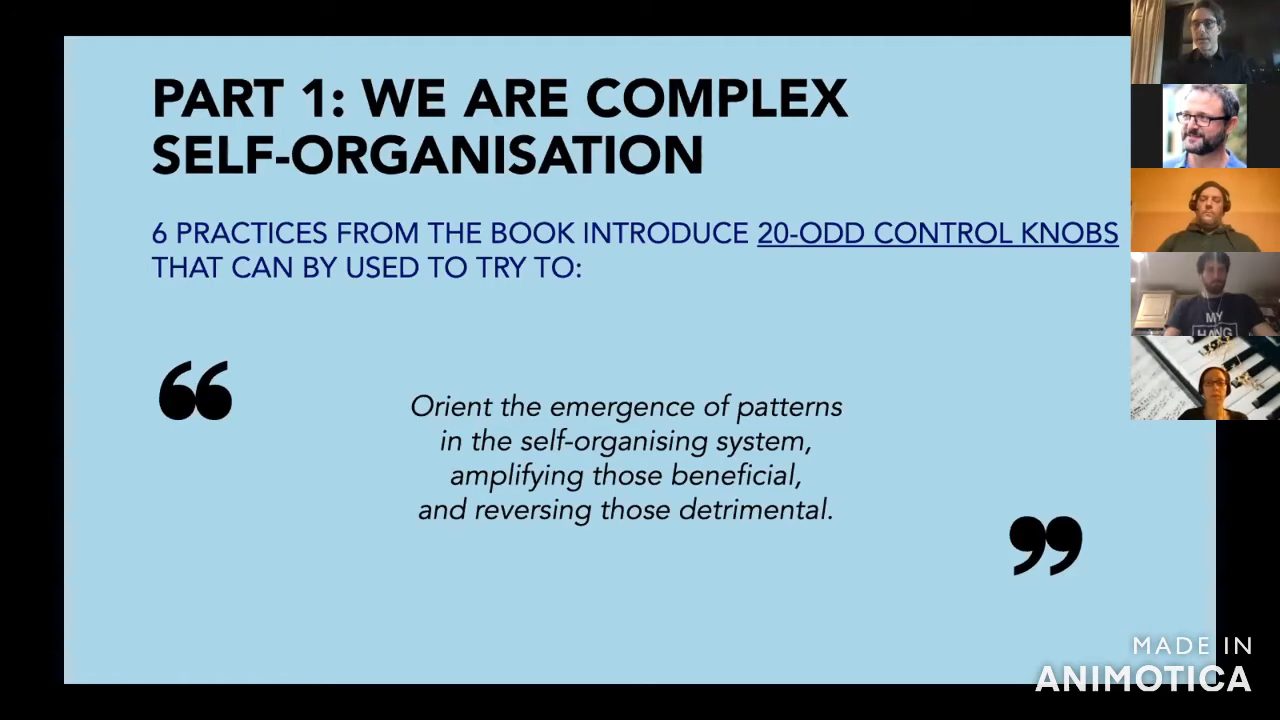 PART 1: WE ARE COMPLEX
SELF-ORGANISATION
6 PRACTICES FROM THE BOOK INTRODUCE 20-ODD CONTROL KNOBS
THAT CAN BY USED TO TRY TO:
“
Orient the emergence of patterns
in the self-organising system,
amplifying those beneficial,
and reversing those detrimental.
”
MY
HANG
MADE IN
ANIMOTICA